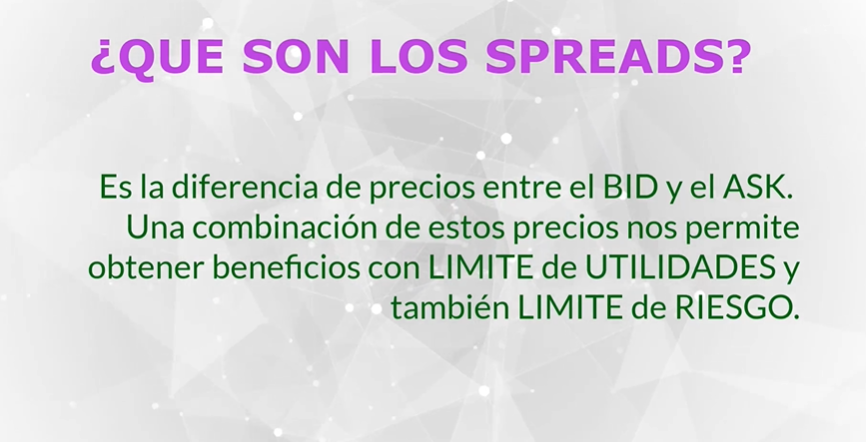 ¿QUE SON LOS SPREADS?
Es la diferencia de precios entre el BID y el ASK.
Una combinación de estos precios nos permite
obtener beneficios con LIMITE de UTILIDADES y
también LIMITE de RIESGO.